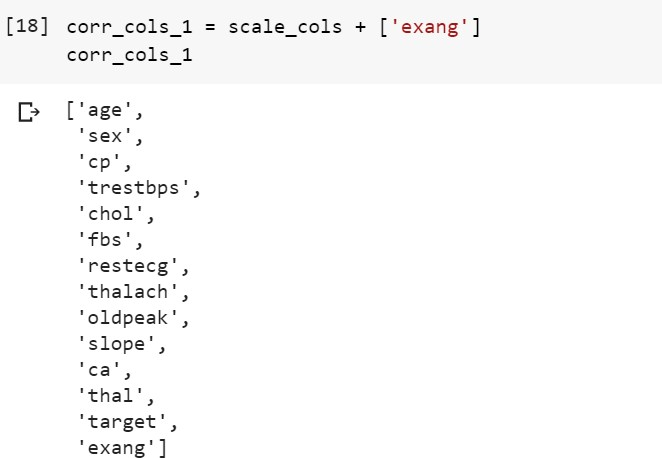 [18] corr_cols_1 = scale_cols + ['exang']
corr_cols_1
['age',
'sex',
'cp',
'trestbps',
'chol',
'fbs',
'restecg',
'thalach',
'oldpeak',
'slope',
'ca',
'thal',
'target',
'exang']